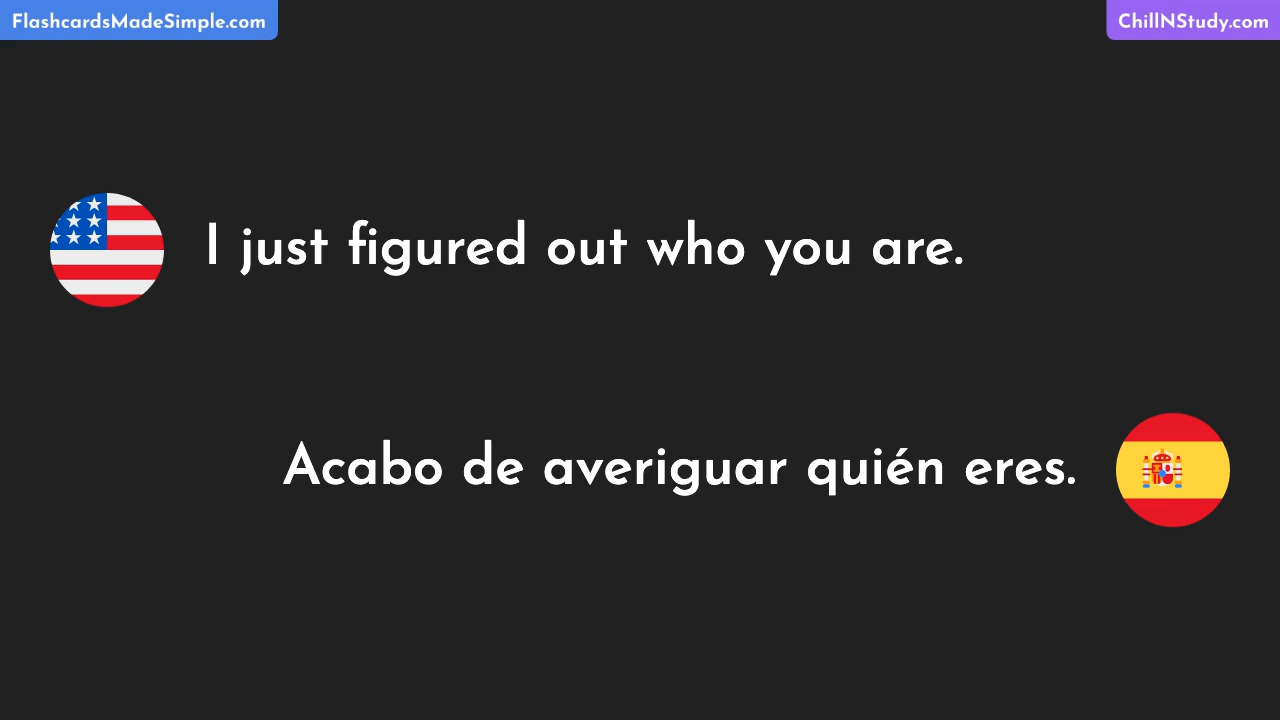 FlashcardsMadeSimple.com
ChillNStudy.com
I just figured out who you are.
Acabo de averiguar quién eres.